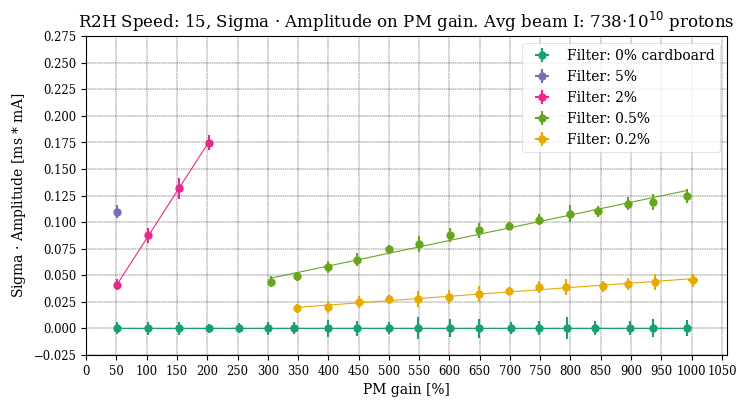 R2H Speed: 15, Sigma · Amplitude on PM gain. Avg beam I: 738·10¹⁰ protons
Sigma · Amplitude [ms * mA]
0.275
0.250
0.225
0.200
0.175
0.150
0.125
0.100
0.075
0.050
0.025
0.000
−0.025
Filter: 0% cardboard
Filter: 5%
Filter: 2%
Filter: 0.5%
Filter: 0.2%
0 50 100 150 200 250 300 350 400 450 500 550 600 650 700 750 800 850 900 950 1000 1050
PM gain [%]